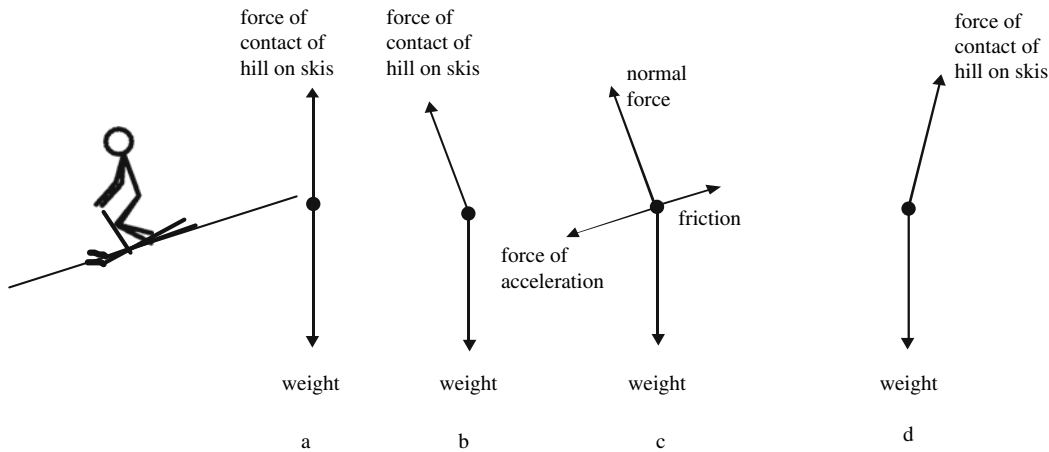 force of
contact of
hill on skis
weight
a
force of
contact of
hill on skis
weight
b
normal
force
friction
force of
acceleration
weight
c
force of
contact of
hill on skis
weight
d